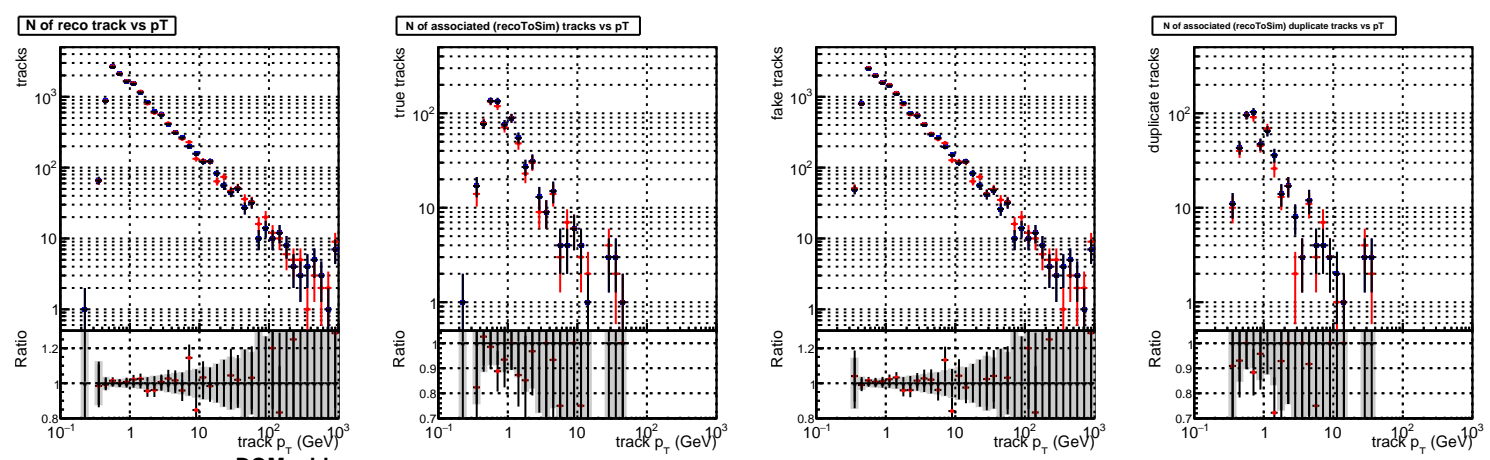 N of reco track vs pT
tracks
10³
10²
10
1
Ratio
1.2
1
0.8
10⁻¹ 1 10 10² 10³
track p_T (GeV)
N of associated (recoToSim) tracks vs pT
true tracks
10²
10
1
Ratio
1
0.9
0.8
0.7
10⁻¹ 1 10 10² 10³
track p_T (GeV)
fake tracks
10³
10²
10
1
Ratio
1.2
1
0.8
10⁻¹ 1 10 10² 10³
track p_T (GeV)
N of associated (recoToSim) duplicate tracks vs pT
duplicate tracks
10²
10
1
Ratio
1
0.9
0.8
0.7
10⁻¹ 1 10 10² 10³
track p_T (GeV)